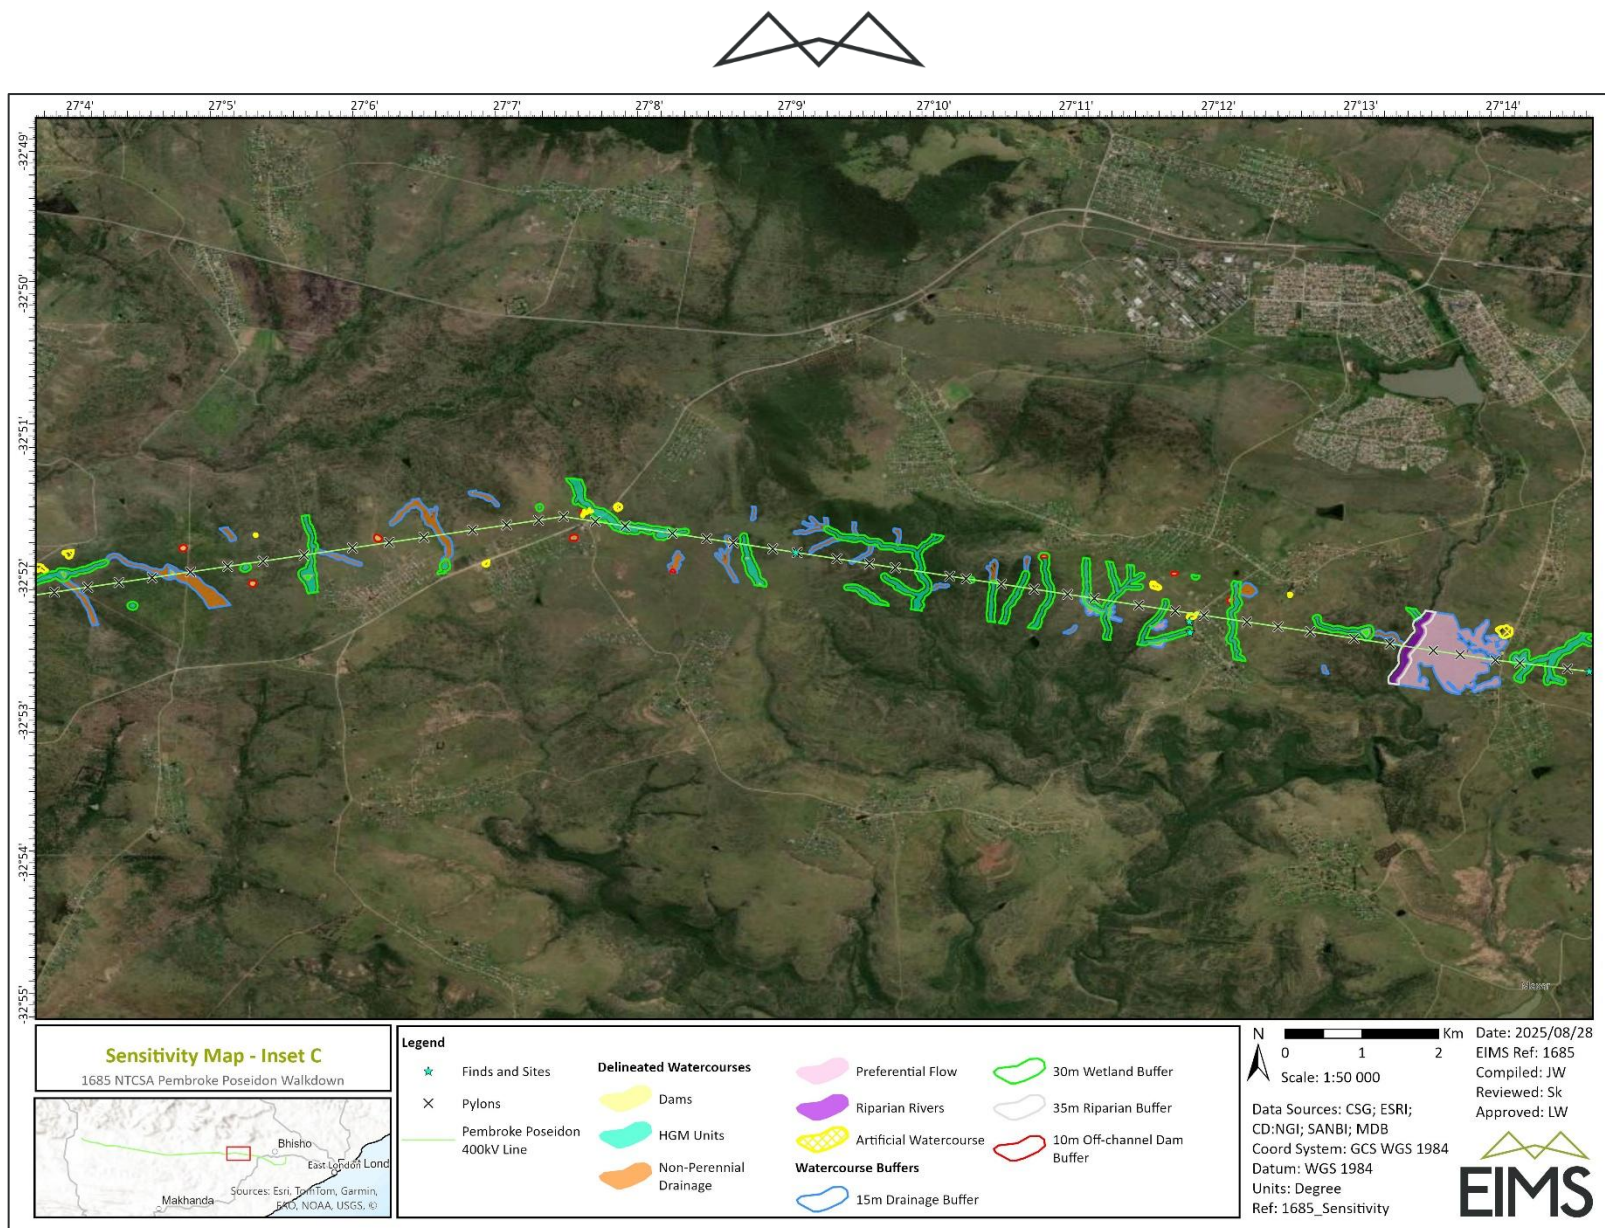 27°4'
27°5'
27°6'
27°7'
27°8'
27°9'
27°10'
27°11'
27°12'
27°13'
27°14'
-32°49'
-32°50'
-32°51'
-32°52'
-32°53'
-32°54'
-32°55'
Sensitivity Map - Inset C
1685 NTCSA Pembroke Poseidon Walkdown
Bhisho
East London
Lond
Makhanda
Sources: Esri, TomTom, Garmin,
FAO, NOAA, USGS, ©
Legend
Finds and Sites
Pylons
Pembroke Poseidon
400kV Line
Delineated Watercourses
Dams
HGM Units
Non-Perennial
Drainage
Preferential Flow
Riparian Rivers
Artificial Watercourse
Watercourse Buffers
15m Drainage Buffer
30m Wetland Buffer
35m Riparian Buffer
10m Off-channel Dam
Buffer
N
Km
0 1 2
Scale: 1:50 000
Data Sources: CSG; ESRI;
CD:NGI; SANBI; MDB
Coord System: GCS WGS 1984
Datum: WGS 1984
Units: Degree
Ref: 1685_Sensitivity
Date: 2025/08/28
EIMS Ref: 1685
Compiled: JW
Reviewed: Sk
Approved: LW
EIMS